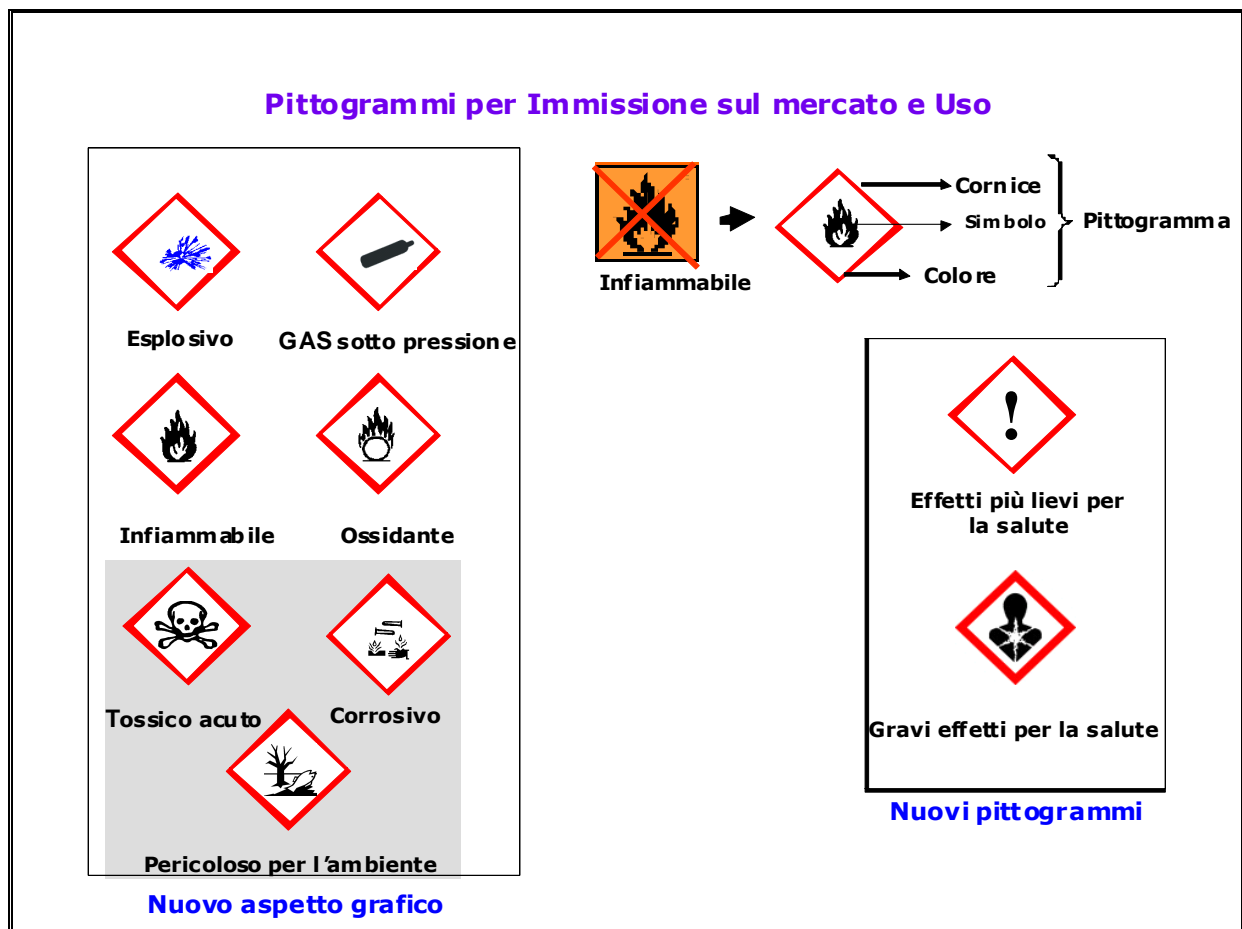 Pittogrammi per Immissione sul mercato e Uso
Esplosivo
GAS sotto pressione
Infiammabile
Ossidante
Tossico acuto
Corrosivo
Pericoloso per l'ambiente
Nuovo aspetto grafico
Infiammabile
Cornice
Simbolo
Colore
Pittogramma
!
Effetti più lievi per
la salute
Gravi effetti per la salute
Nuovi pittogrammi